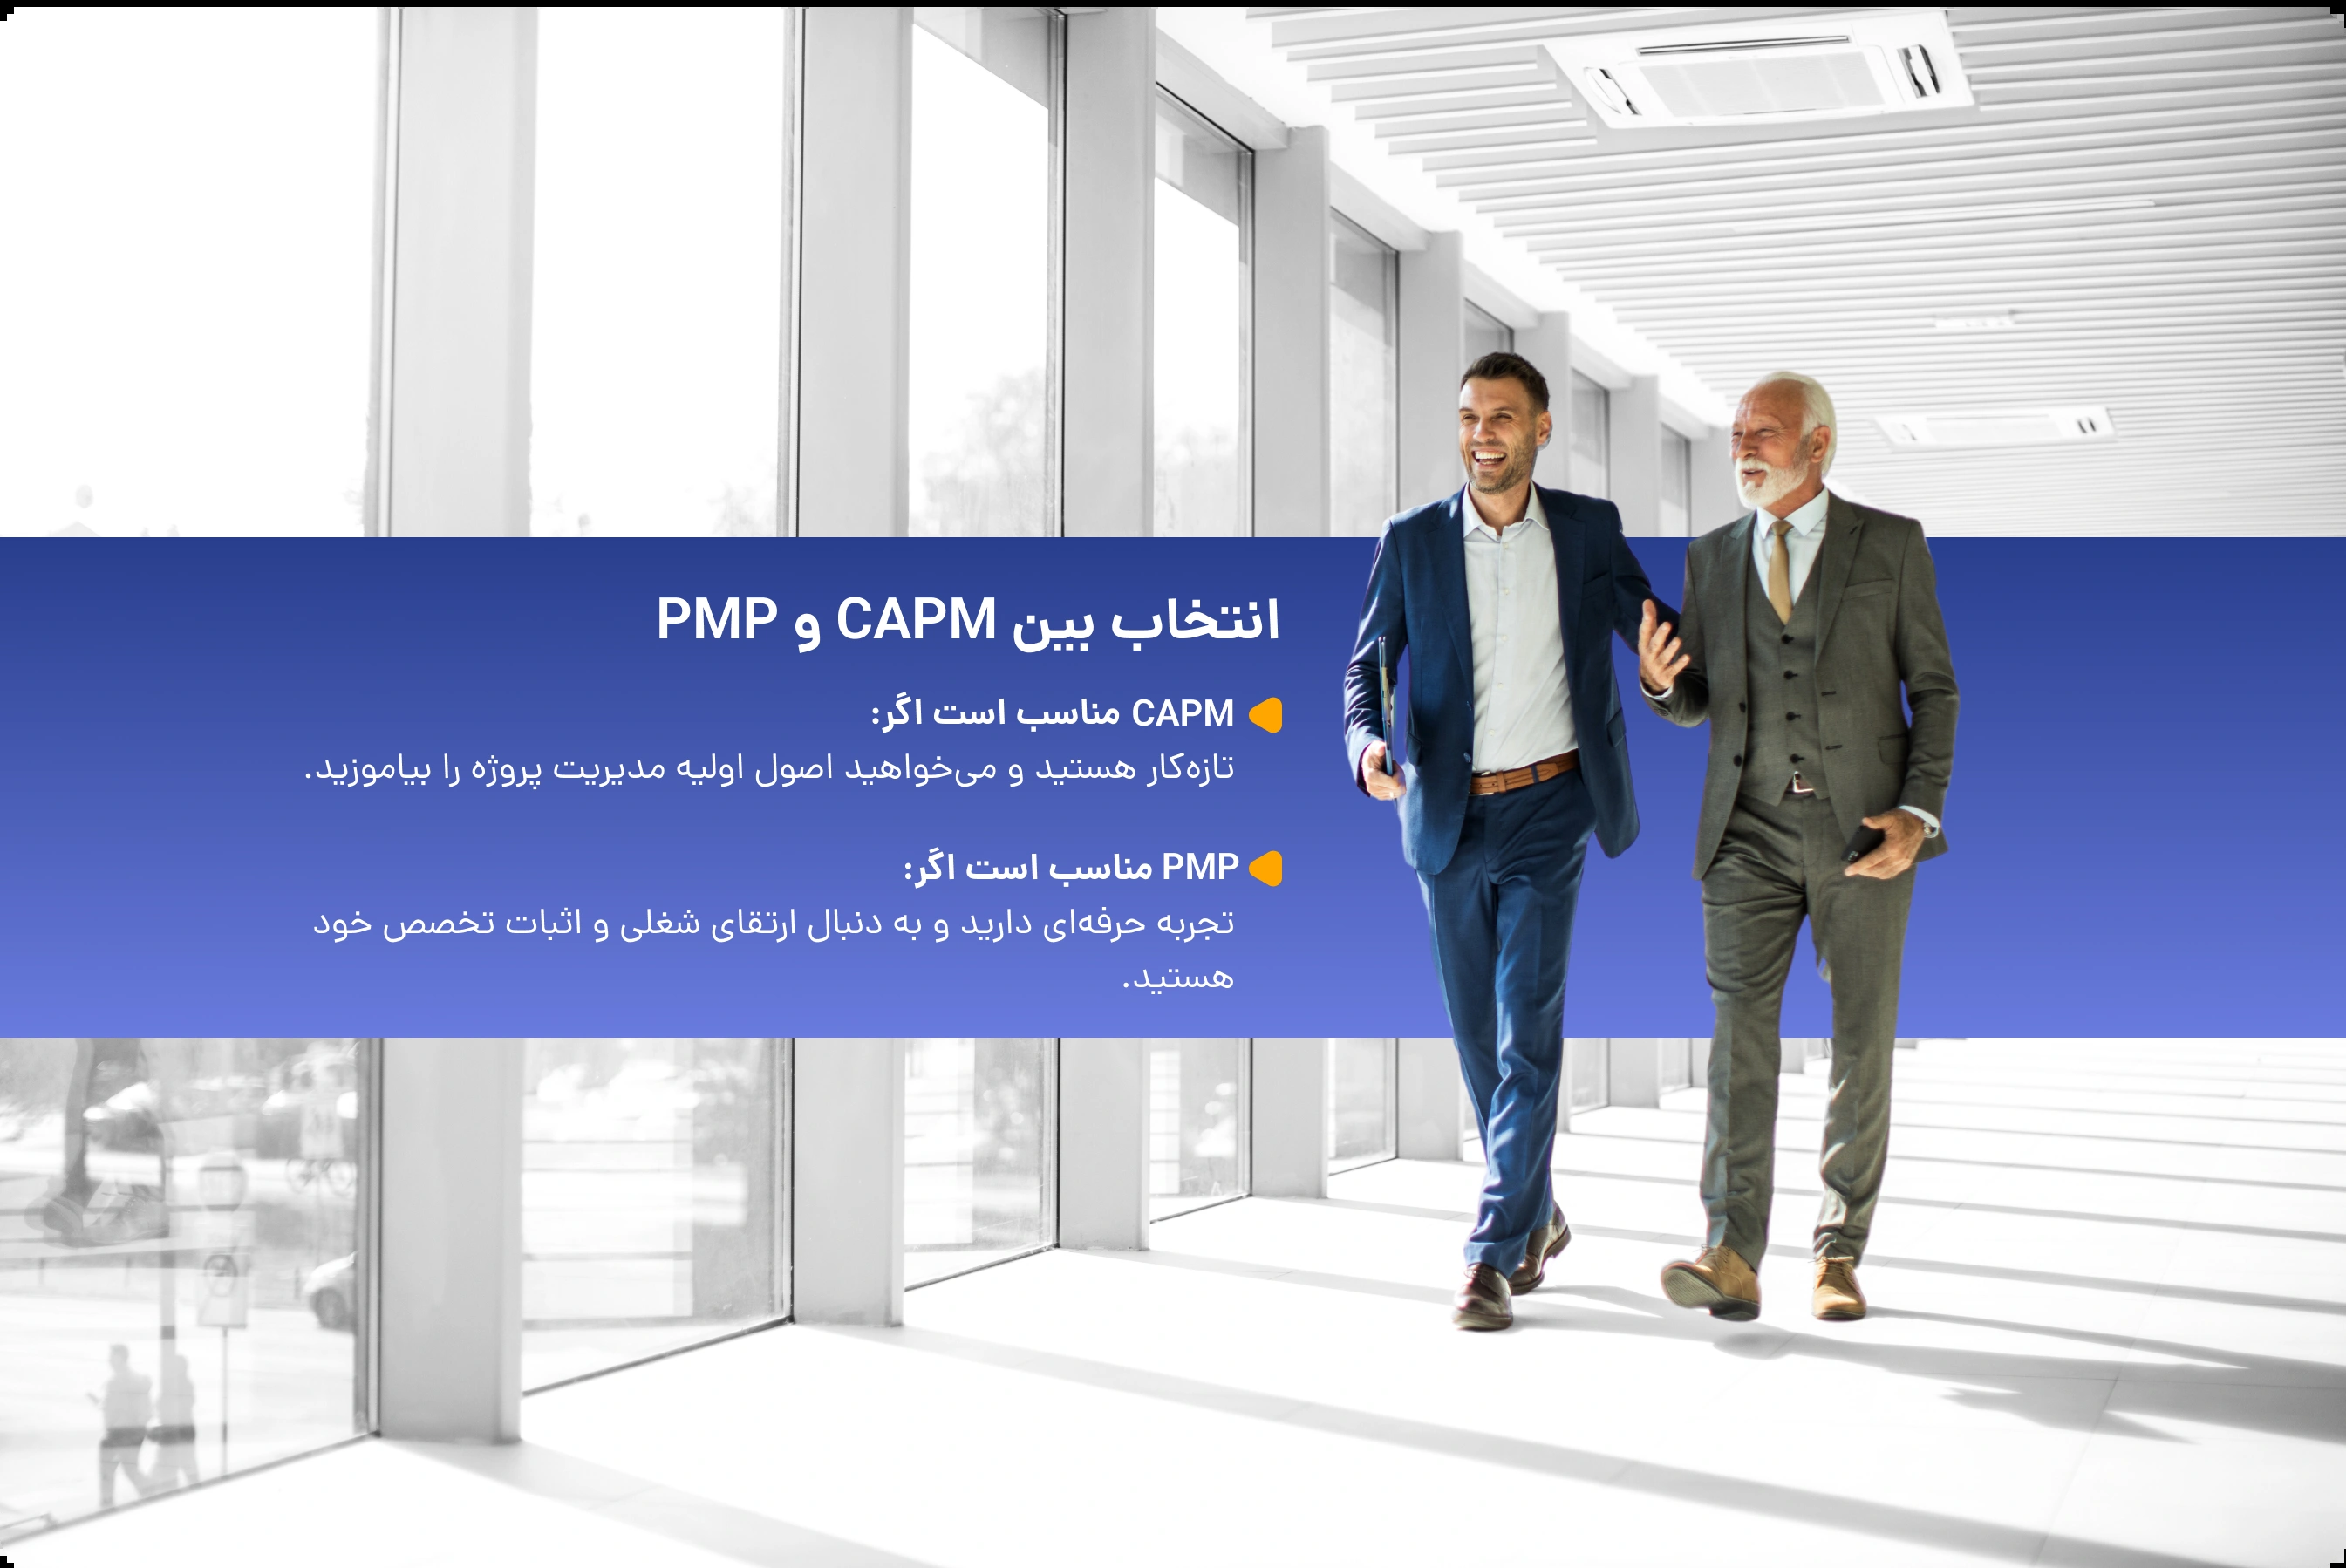 انتخاب بین CAPM و PMP
CAPM مناسب است اگر:
تازه‌کار هستید و می‌خواهید اصول اولیه مدیریت پروژه را بیاموزید.
PMP مناسب است اگر:
تجربه حرفه‌ای دارید و به دنبال ارتقای شغلی و اثبات تخصص خود
هستید.